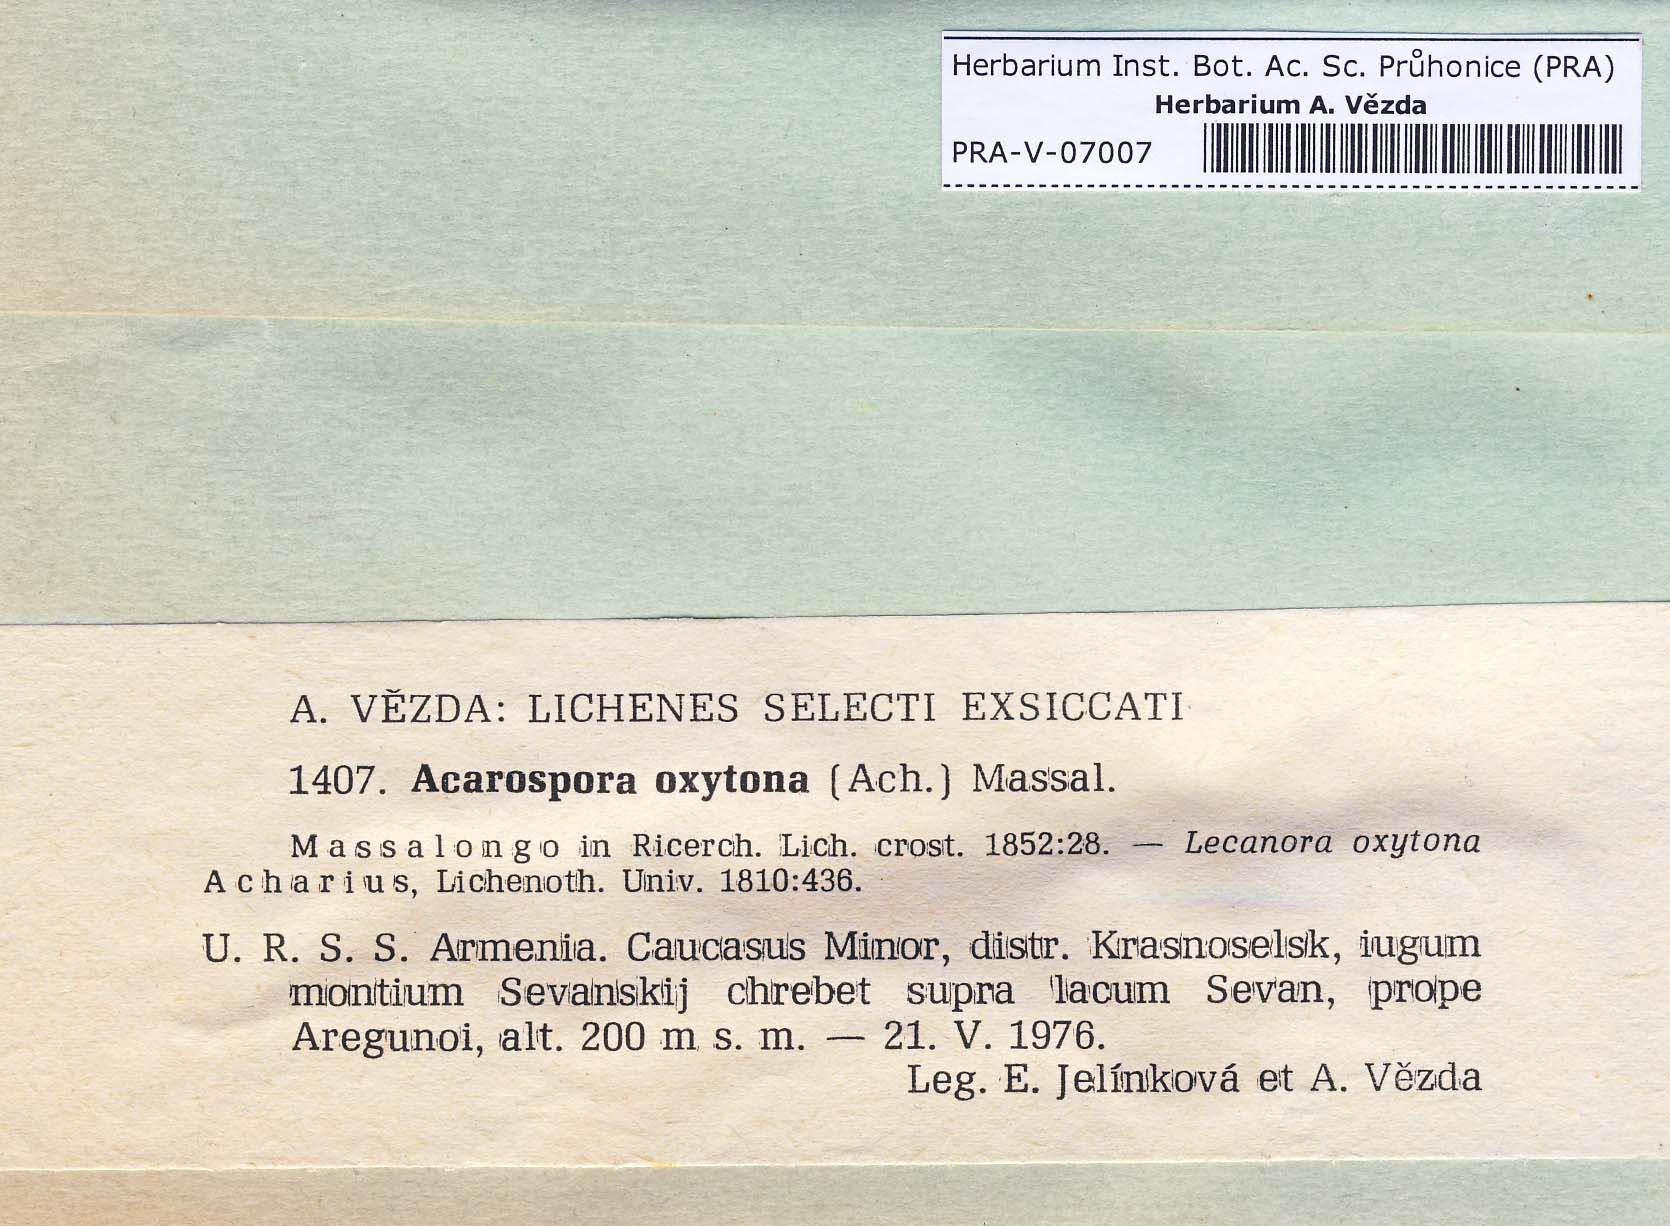 Herbarium Inst. Bot. Ac. Sc. Průhonice (PRA)
Herbarium A. Vězda
PRA-V-07007
A. VĚZDA: LICHENES SELECTI EXSICCATI
1407. Acarospora oxytona (Ach.) Massal.
Massalongo in Ricerch. Lich. crost. 1852:28. — Lecanora oxytona
Acharius, Lichenoth. Univ. 1810:436.
U. R. S. S. Armenia. Caucasus Minor, distr. Krasnoselsk, iugum
montium Sevanskij chrebet supra lacum Sevan, prope
Aregunoi, alt. 200 m s. m. — 21. V. 1976.
Leg. E. Jelínková et A. Vězda